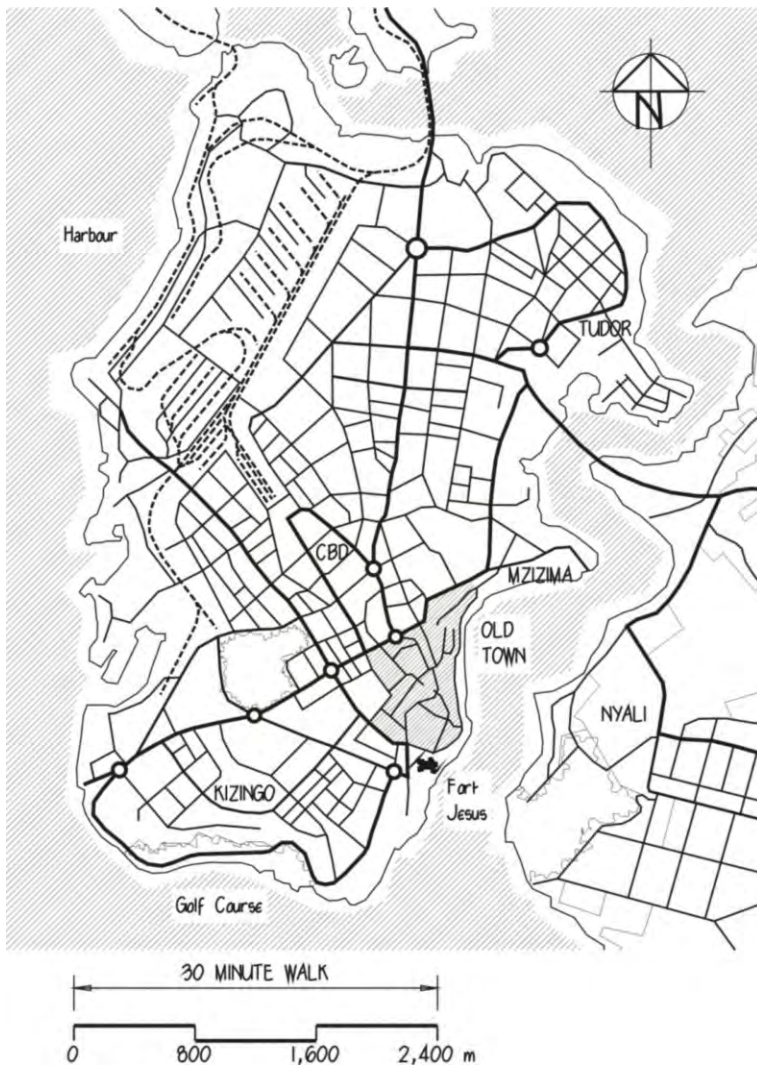 N
Harbour
TUDOR
CBD
MZIZIMA
OLD
TOWN
NYALI
KIZINGO
Fort
Jesus
Golf Course
30 MINUTE WALK
0 800 1,600 2,400 m